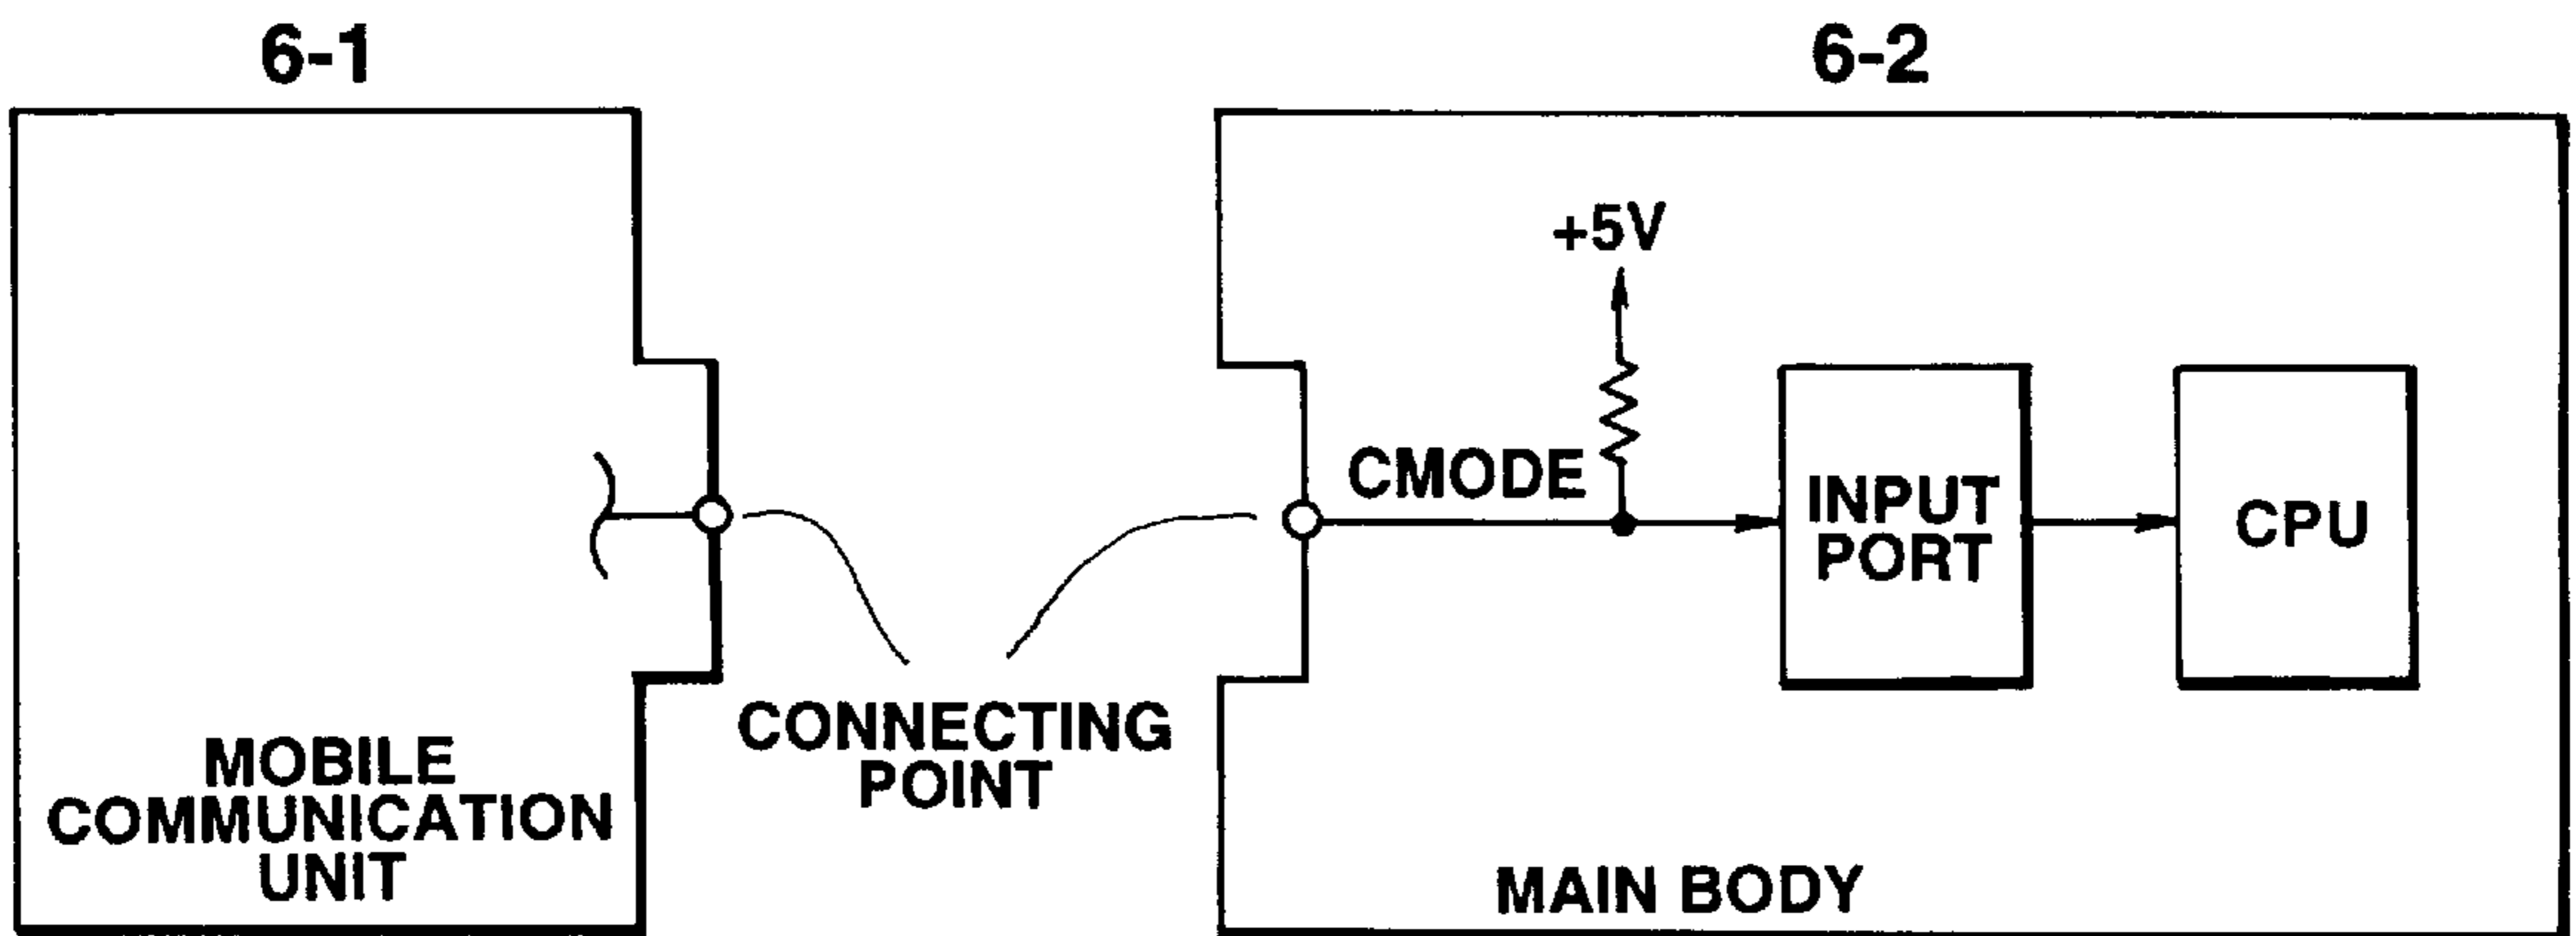 6-1
6-2
+5V
CMODE
INPUT
PORT
CPU
CONNECTING
POINT
MOBILE
COMMUNICATION
UNIT
MAIN BODY